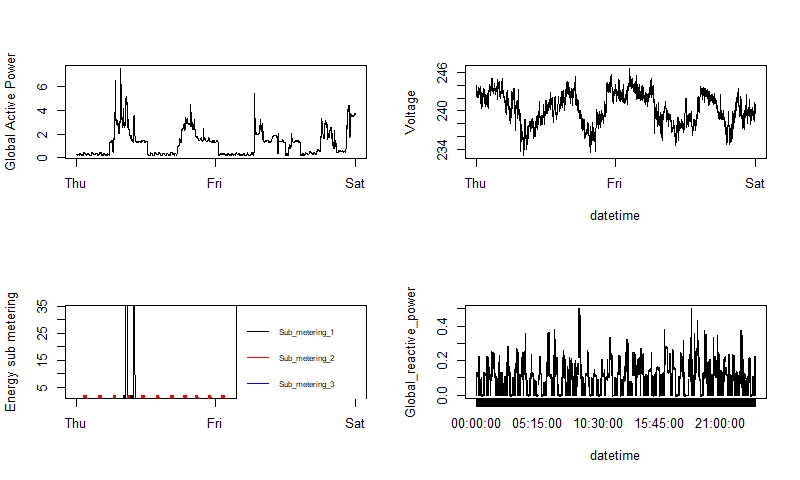 Global Active Power
6
4
2
0
Thu Fri Sat
Voltage
246
240
234
Thu Fri Sat
datetime
Energy sub metering
35
25
15
5
Sub_metering_1
Sub_metering_2
Sub_metering_3
Thu Fri Sat
Global_reactive_power
0.4
0.2
0.0
00:00:00 05:15:00 10:30:00 15:45:00 21:00:00
datetime